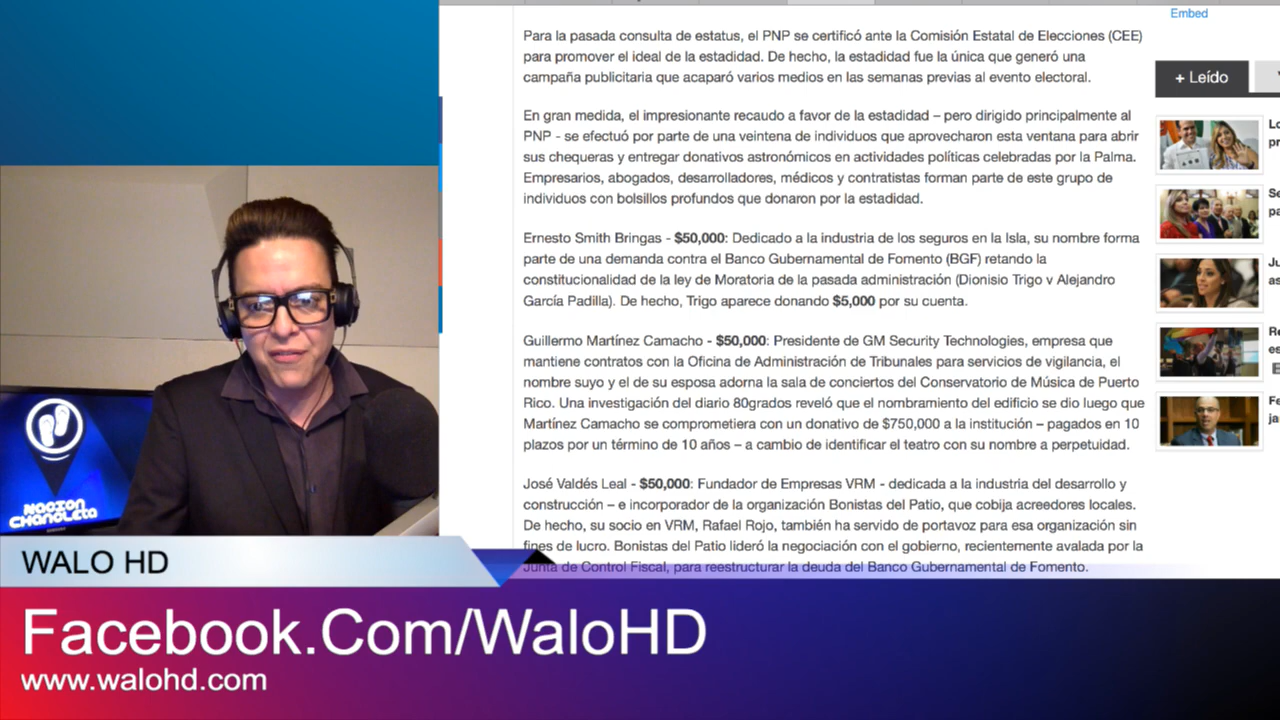 Embed
Para la pasada consulta de estatus, el PNP se certificó ante la Comisión Estatal de Elecciones (CEE)
para promover el ideal de la estadidad. De hecho, la estadidad fue la única que generó una
campaña publicitaria que acaparó varios medios en las semanas previas al evento electoral.
+ Leído
En gran medida, el impresionante recaudo a favor de la estadidad – pero dirigido principalmente al
PNP - se efectuó por parte de una veintena de individuos que aprovecharon esta ventana para abrir
sus chequeras y entregar donativos astronómicos en actividades políticas celebradas por la Palma.
Empresarios, abogados, desarrolladores, médicos y contratistas forman parte de este grupo de
individuos con bolsillos profundos que donaron por la estadidad.
Ernesto Smith Bringas - $50,000: Dedicado a la industria de los seguros en la Isla, su nombre forma
parte de una demanda contra el Banco Gubernamental de Fomento (BGF) retando la
constitucionalidad de la ley de Moratoria de la pasada administración (Dionisio Trigo v Alejandro
García Padilla). De hecho, Trigo aparece donando $5,000 por su cuenta.
Guillermo Martínez Camacho - $50,000: Presidente de GM Security Technologies, empresa que
mantiene contratos con la Oficina de Administración de Tribunales para servicios de vigilancia, el
nombre suyo y el de su esposa adorna la sala de conciertos del Conservatorio de Música de Puerto
Rico. Una investigación del diario 80grados reveló que el nombramiento del edificio se dio luego que
Martínez Camacho se comprometiera con un donativo de $750,000 a la institución – pagados en 10
plazos por un término de 10 años – a cambio de identificar el teatro con su nombre a perpetuidad.
José Valdés Leal - $50,000: Fundador de Empresas VRM - dedicada a la industria del desarrollo y
construcción – e incorporador de la organización Bonistas del Patio, que cobija acreedores locales.
De hecho, su socio en VRM, Rafael Rojo, también ha servido de portavoz para esa organización sin
fines de lucro. Bonistas del Patio lideró la negociación con el gobierno, recientemente avalada por la
Junta de Control Fiscal, para reestructurar la deuda del Banco Gubernamental de Fomento.
NACION
CHANCLETA
WALO HD
Facebook.Com/WaloHD
www.walohd.com